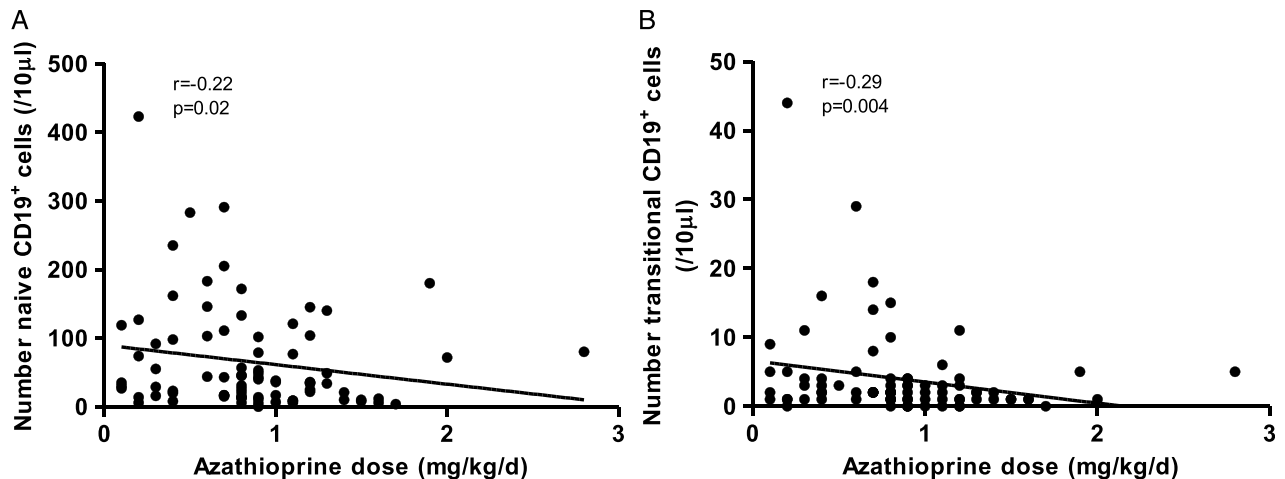 A
Number naive CD19+ cells (/10μl)
500
400
300
200
100
0
r=-0.22
p=0.02
0
1
2
3
Azathioprine dose (mg/kg/d)
B
Number transitional CD19+ cells
(/10μl)
50
40
30
20
10
0
r=-0.29
p=0.004
0
1
2
3
Azathioprine dose (mg/kg/d)